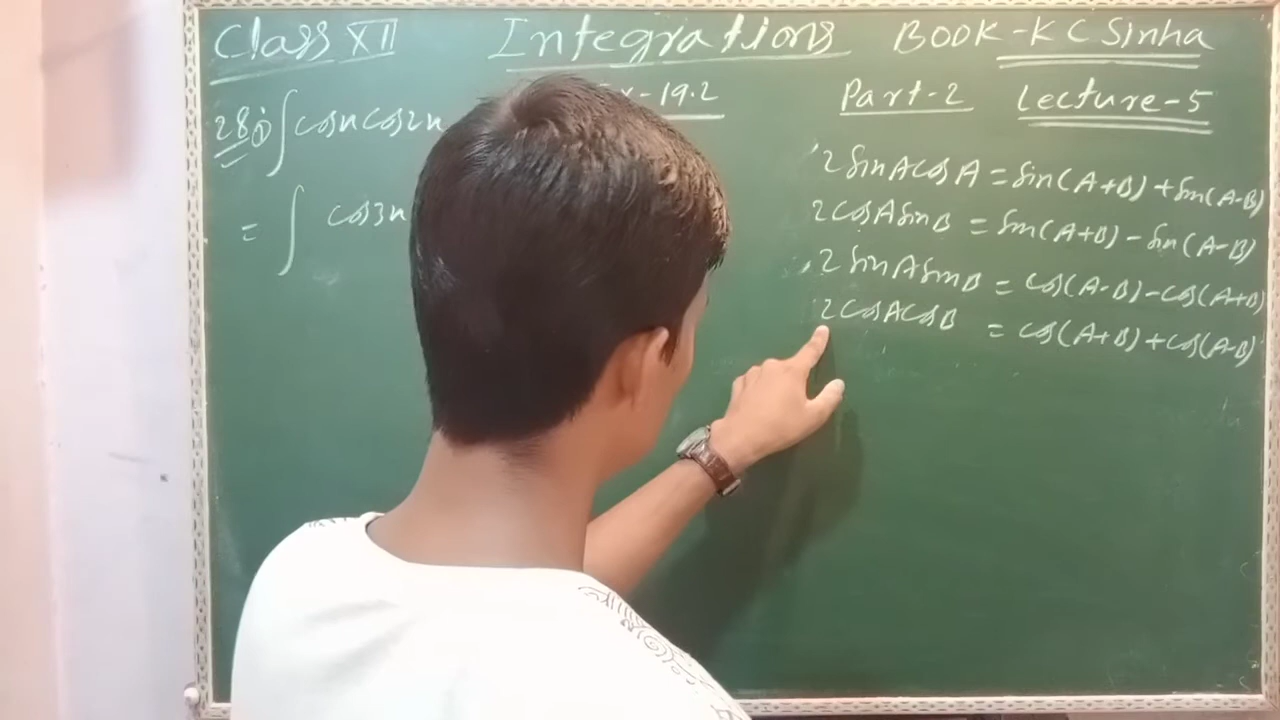 Class XII Integrations BOOK-KC Sinha
x-19.2 Part-2 Lecture-5
28 i) ∫ cosx cos2x
= ∫ cos3x
2 sinA cosA = sin(A+B) + sin(A-B)
2 cosA sinB = sin(A+B) - sin(A-B)
2 sinA sinB = cos(A-B) - cos(A+B)
2 cosA cosB = cos(A+B) + cos(A-B)